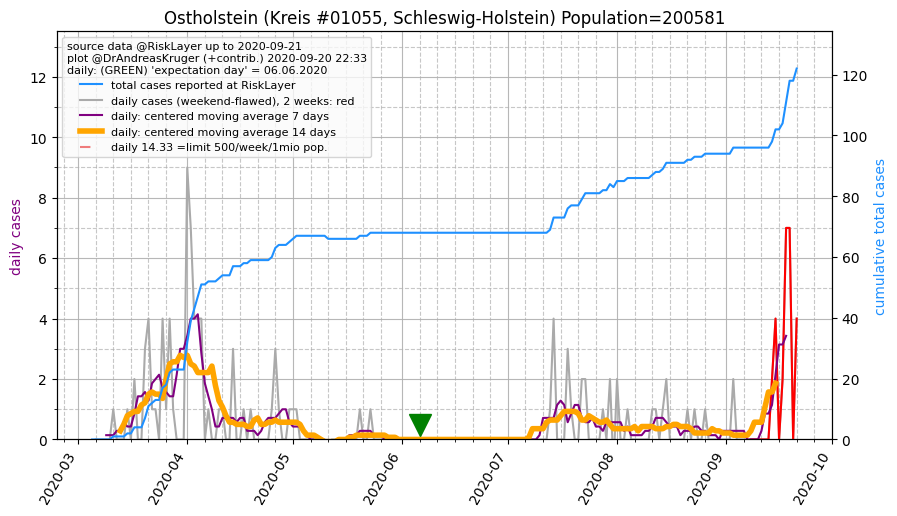 Ostholstein (Kreis #01055, Schleswig-Holstein) Population=200581
source data @RiskLayer up to 2020-09-21
plot @DrAndreasKruger (+contrib.) 2020-09-20 22:33
daily: (GREEN) 'expectation day' = 06.06.2020
total cases reported at RiskLayer
daily cases (weekend-flawed), 2 weeks: red
daily: centered moving average 7 days
daily: centered moving average 14 days
daily 14.33 =limit 500/week/1mio pop.
daily cases
12
10
8
6
4
2
0
cumulative total cases
120
100
80
60
40
20
0
2020-03
2020-04
2020-05
2020-06
2020-07
2020-08
2020-09
2020-10